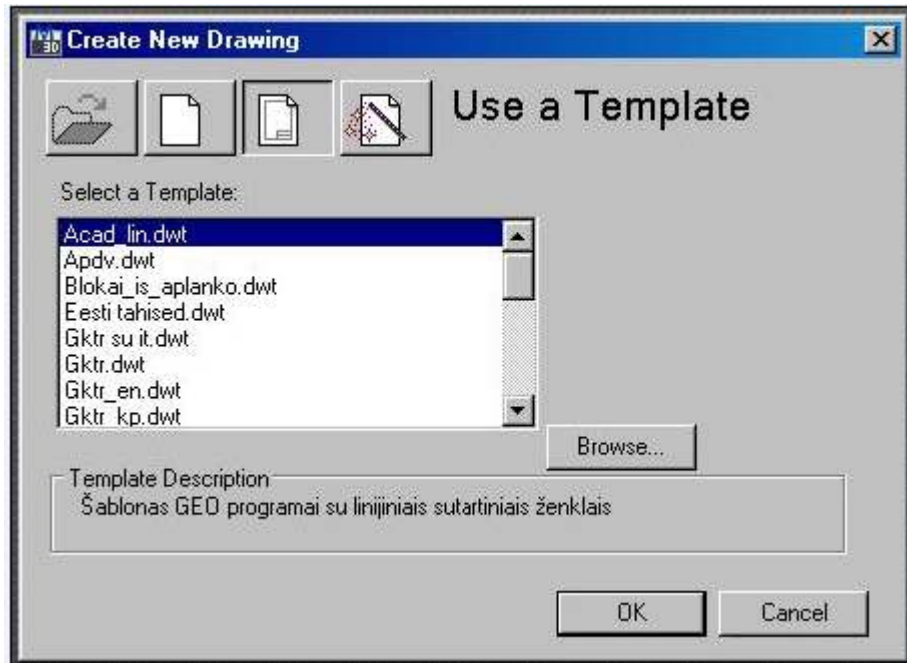 Create New Drawing
Use a Template
Select a Template:
Acad_lin.dwt
Apdv.dwt
Blokai_is_aplanko.dwt
Eesti tahised.dwt
Gktr su it.dwt
Gktr.dwt
Gktr_en.dwt
Gktr_kp.dwt
Browse...
Template Description
Šablonas GEO programai su linijiniais sutartiniais ženklais
OK Cancel